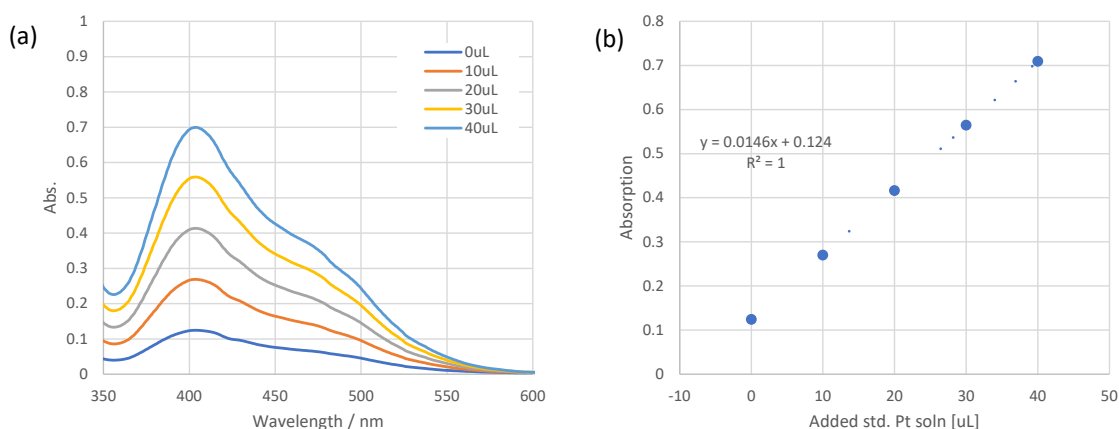 (a)
1
0.9
0.8
0.7
0.6
0.5
0.4
0.3
0.2
0.1
0
Abs.
350 400 450 500 550 600
Wavelength / nm
0uL
10uL
20uL
30uL
40uL
(b)
0.8
0.7
0.6
0.5
0.4
0.3
0.2
0.1
0
Absorption
y = 0.0146x + 0.124
R² = 1
-10 0 10 20 30 40 50
Added std. Pt soln [uL]